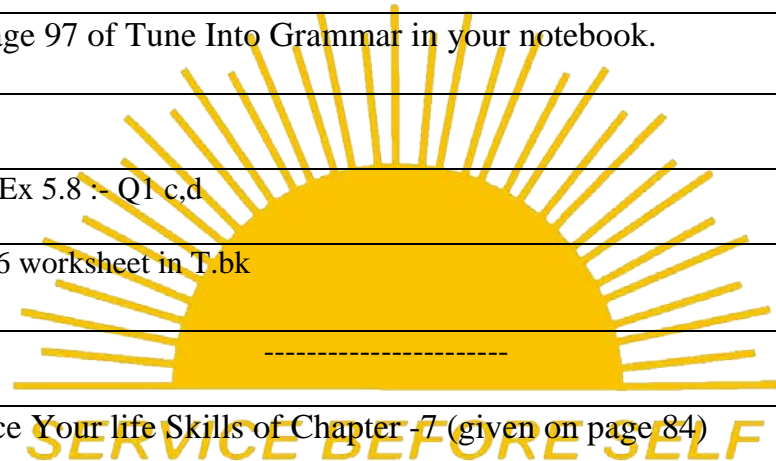 age 97 of Tune Into Grammar in your notebook.
Ex 5.8 :- Q1 c,d
6 worksheet in T.bk
-----------------------
ce Your life Skills of Chapter -7 (given on page 84)
SERVICE BEFORE SELF